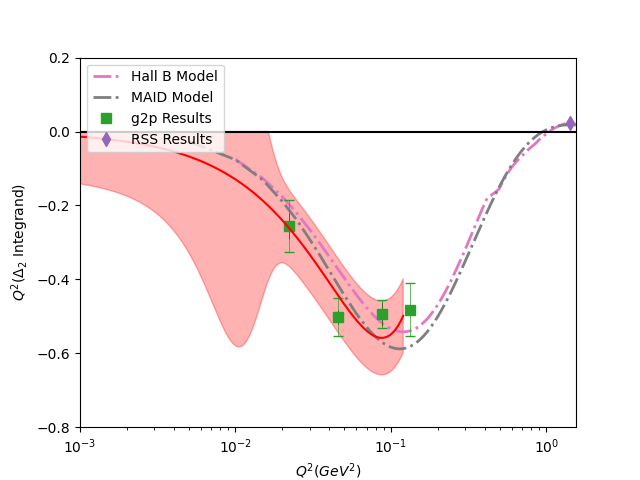 0.2
0.0
−0.2
−0.4
−0.6
−0.8
Q²(Δ₂ Integrand)
Hall B Model
MAID Model
g2p Results
RSS Results
10⁻³
10⁻²
10⁻¹
10⁰
Q²(GeV²)